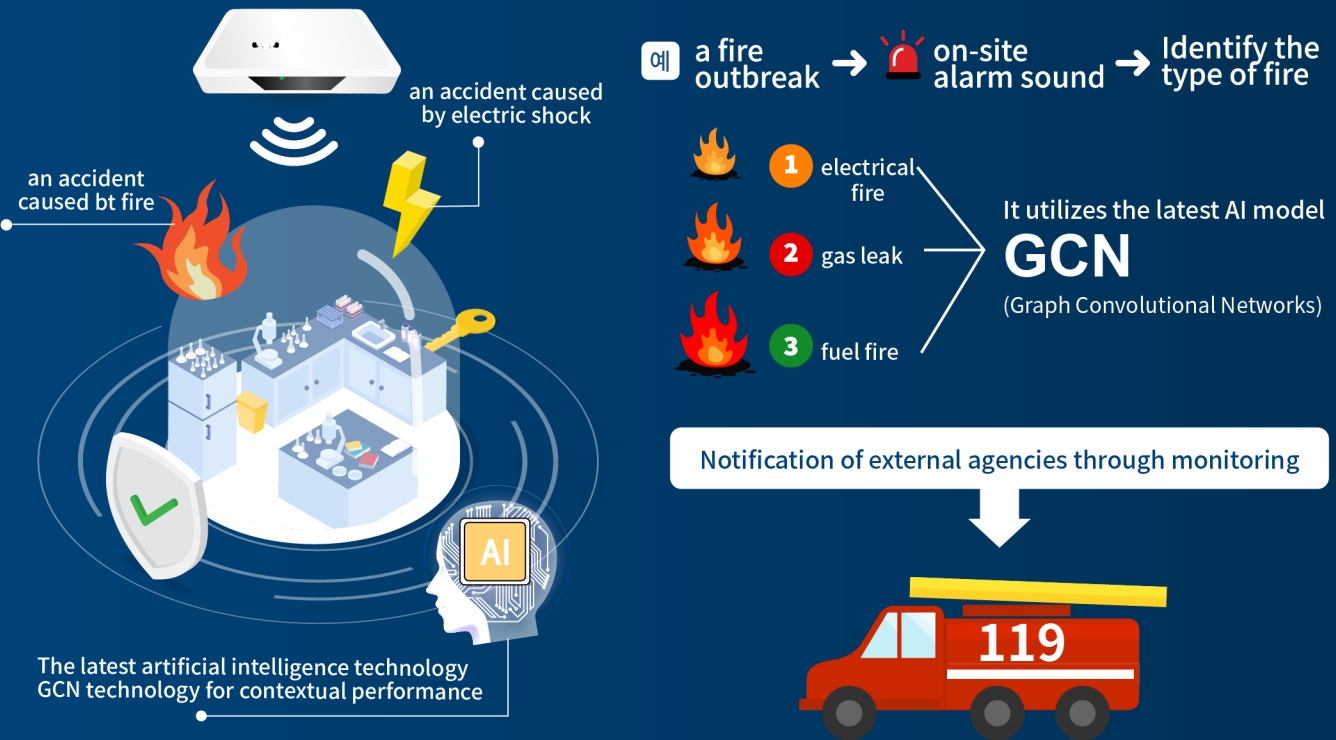 an accident caused
by electric shock
an accident
caused bt fire
AI
The latest artificial intelligence technology
GCN technology for contextual performance
예
a fire
outbreak
on-site
alarm sound
Identify the
type of fire
1
electrical
fire
2
gas leak
3
fuel fire
It utilizes the latest AI model
GCN
(Graph Convolutional Networks)
Notification of external agencies through monitoring
119